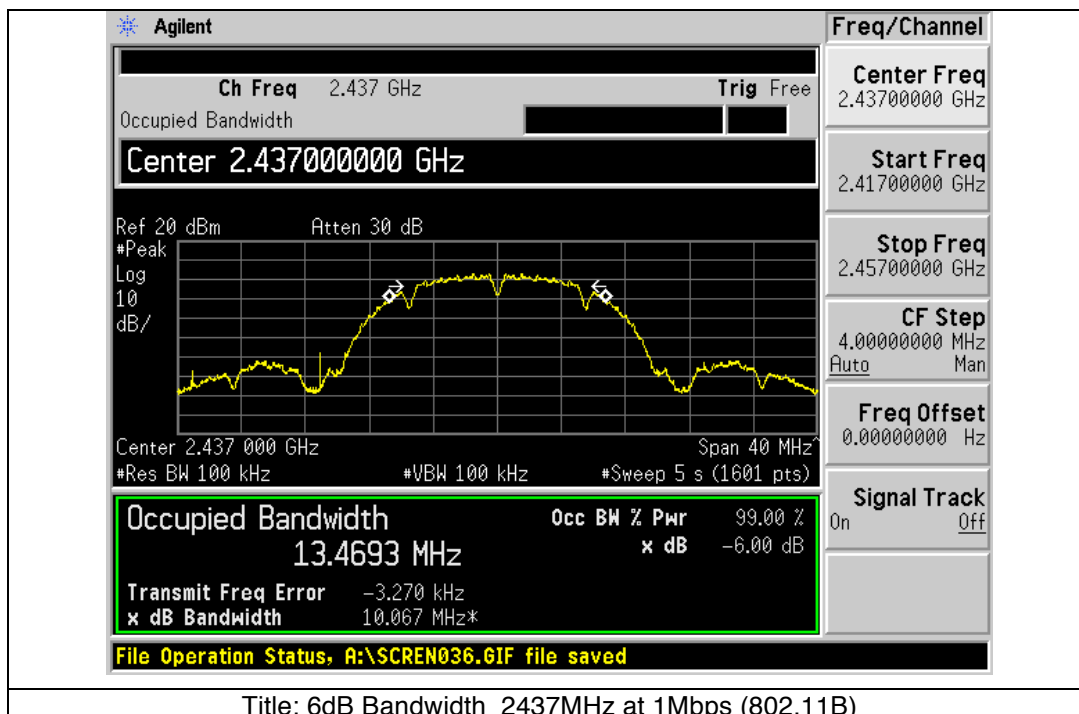 Agilent
Freq/Channel
Ch Freq 2.437 GHz Trig Free
Occupied Bandwidth
Center 2.437000000 GHz
Ref 20 dBm Atten 30 dB
#Peak
Log
10
dB/
Center 2.437 000 GHz Span 40 MHz^
#Res BW 100 kHz #VBW 100 kHz #Sweep 5 s (1601 pts)
Occupied Bandwidth
13.4693 MHz
Occ BW % Pwr 99.00 %
x dB -6.00 dB
Transmit Freq Error -3.270 kHz
x dB Bandwidth 10.067 MHz*
File Operation Status, A:\SCREN036.GIF file saved
Center Freq
2.43700000 GHz
Start Freq
2.41700000 GHz
Stop Freq
2.45700000 GHz
CF Step
4.00000000 MHz
Auto Man
Freq Offset
0.00000000 Hz
Signal Track
On Off
Title: 6dB Bandwidth 2437MHz at 1Mbps (802.11B)